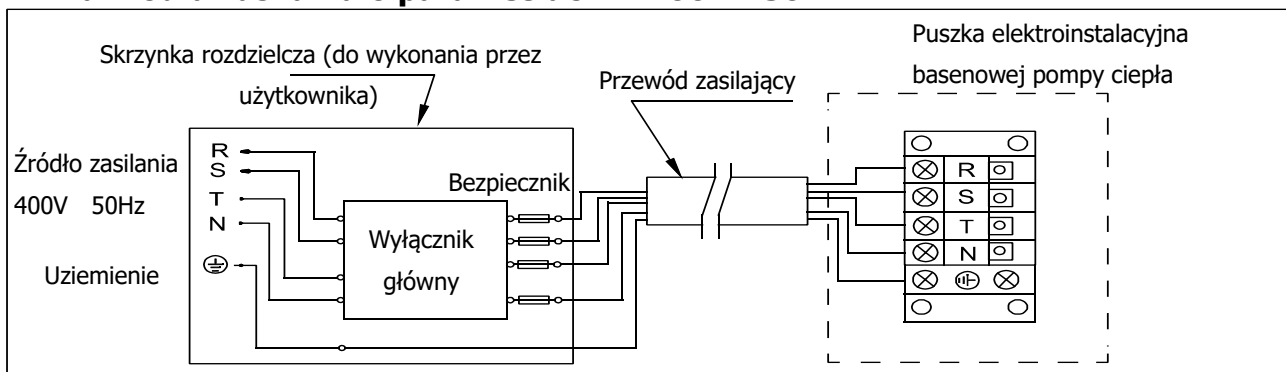 Skrzynka rozdzielcza (do wykonania przez
użytkownika)
Przewód zasilający
Puszka elektroinstalacyjna
basenowej pompy ciepła
Źródło zasilania
400V 50Hz
Uziemienie
R
S
T
N
Bezpiecznik
Wyłącznik
główny
R
S
T
N